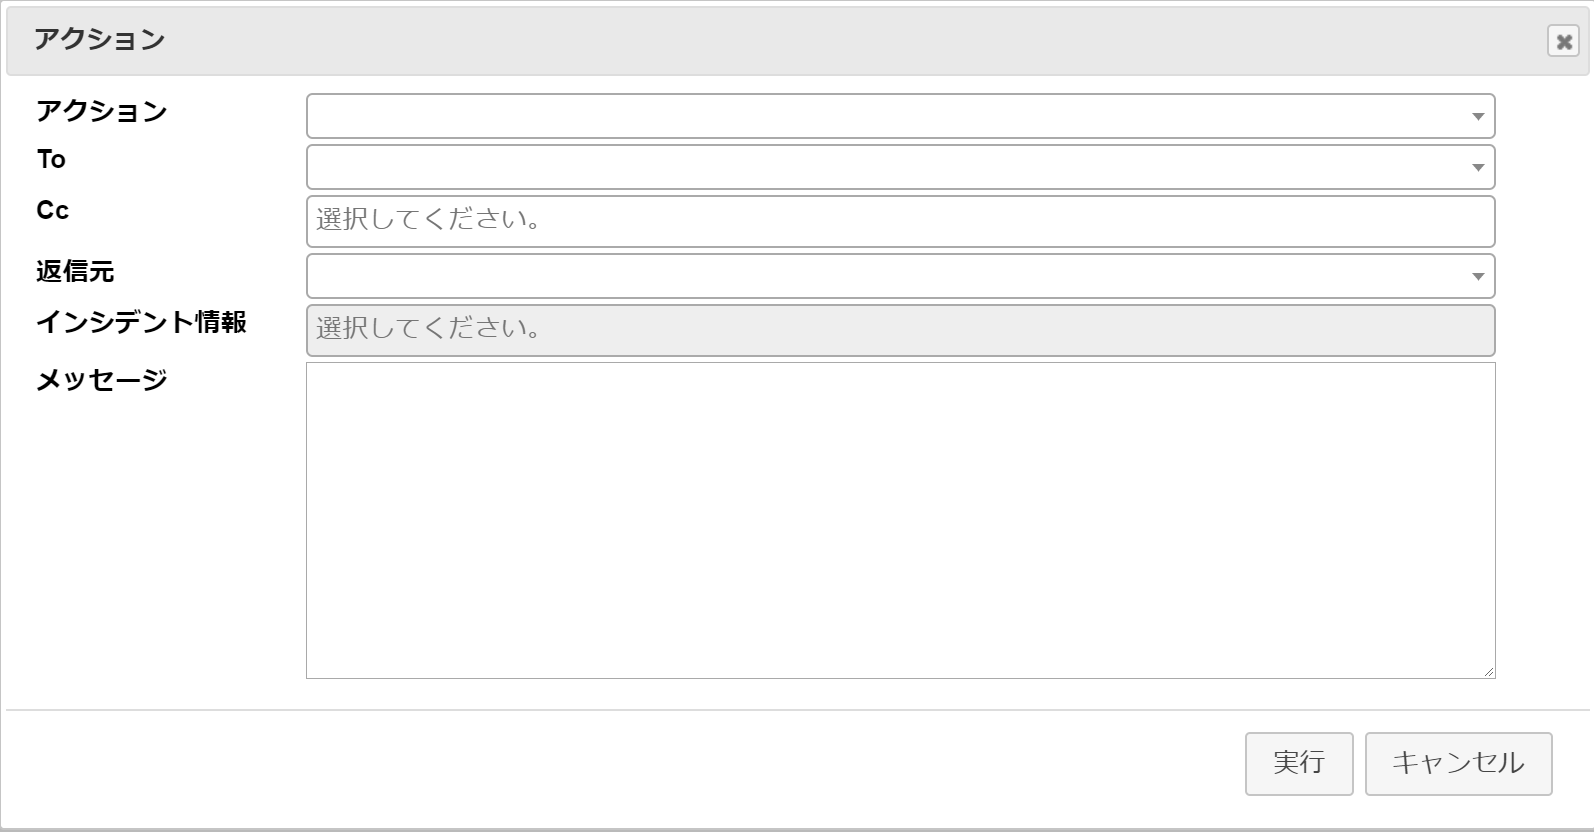 アクション
アクション
To
Cc
選択してください。
返信元
インシデント情報
選択してください。
メッセージ
実行
キャンセル